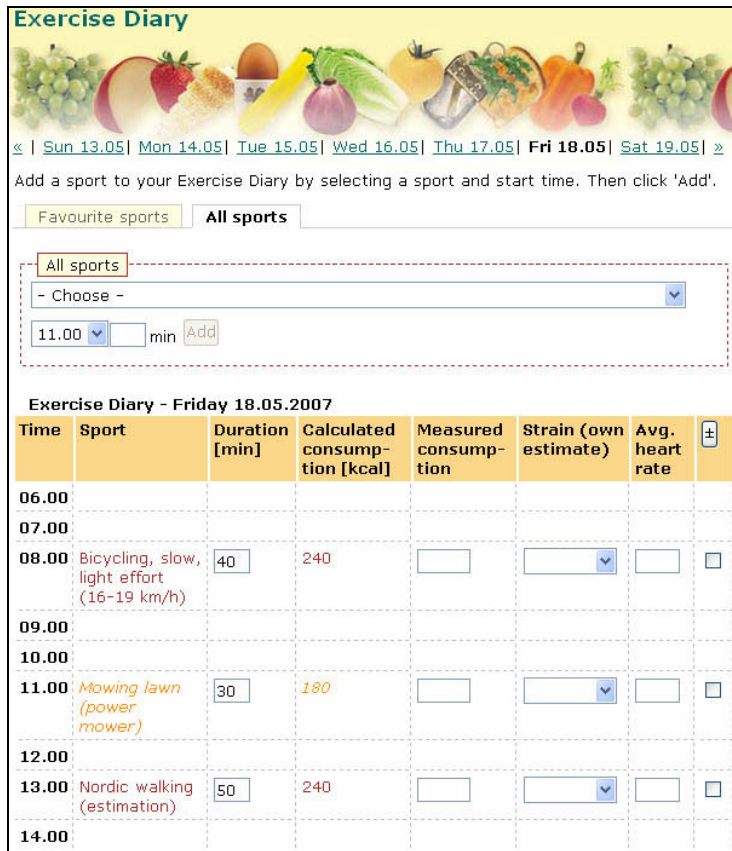 Exercise Diary
« | Sun 13.05| Mon 14.05| Tue 15.05| Wed 16.05| Thu 17.05| Fri 18.05| Sat 19.05| »
Add a sport to your Exercise Diary by selecting a sport and start time. Then click 'Add'.
Favourite sports All sports
All sports
- Choose -
11.00 min Add
Exercise Diary - Friday 18.05.2007
Time Sport Duration Calculated Measured Strain (own Avg. ±
[min] consump- consump- estimate) heart
tion [kcal] tion rate
06.00
07.00
08.00 Bicycling, slow, 40 240
light effort
(16-19 km/h)
09.00
10.00
11.00 Mowing lawn 30 180
(power
mower)
12.00
13.00 Nordic walking 50 240
(estimation)
14.00